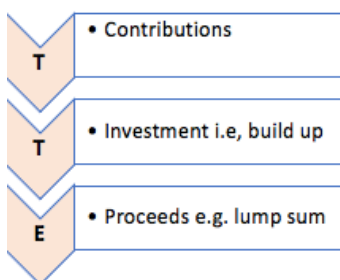 T
• Contributions
T
• Investment i.e, build up
E
• Proceeds e.g. lump sum